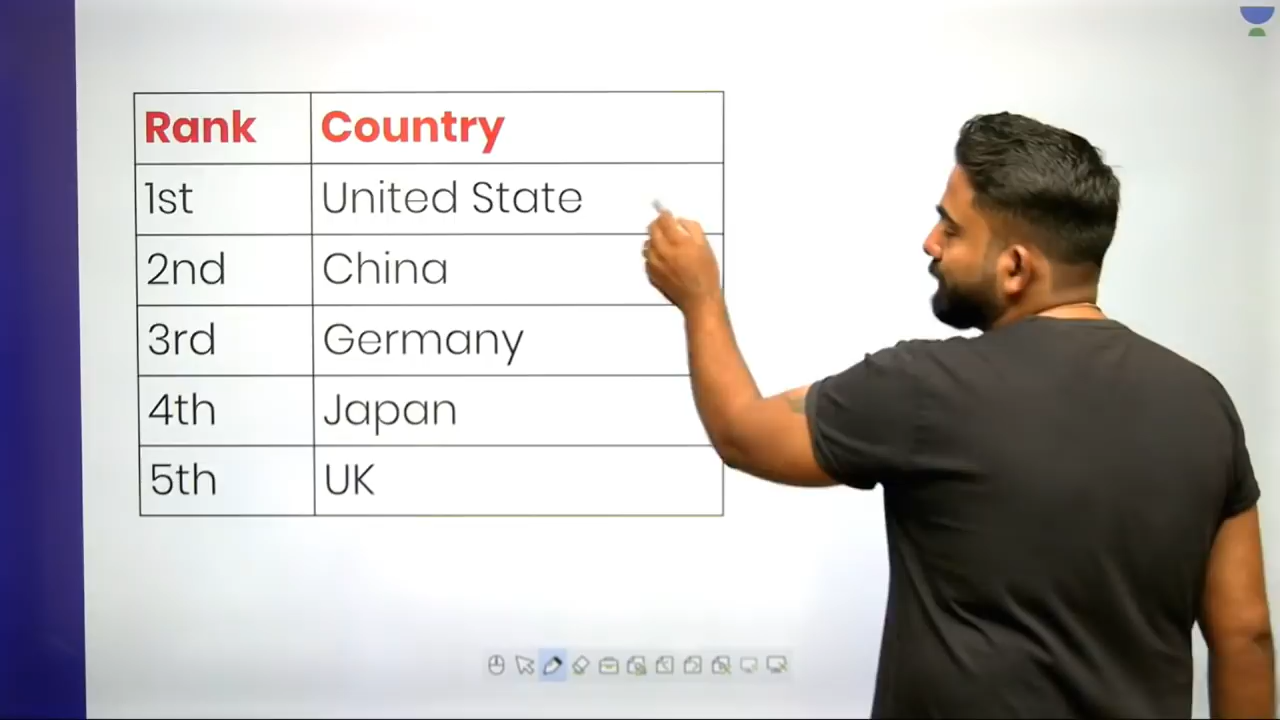 Rank Country
1st United State
2nd China
3rd Germany
4th Japan
5th UK